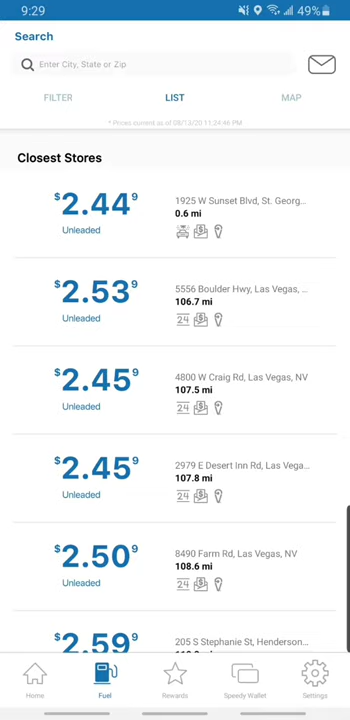 9:29
49%
Search
Enter City, State or Zip
FILTER
LIST
MAP
* Prices current as of 08/13/20 11:24:46 PM
Closest Stores
$2.44⁹
Unleaded
1925 W Sunset Blvd, St. Georg...
0.6 mi
$2.53⁹
Unleaded
5556 Boulder Hwy, Las Vegas, ...
106.7 mi
24
$2.45⁹
Unleaded
4800 W Craig Rd, Las Vegas, NV
107.5 mi
24
$2.45⁹
Unleaded
2979 E Desert Inn Rd, Las Vega...
107.8 mi
24
$2.50⁹
Unleaded
8490 Farm Rd, Las Vegas, NV
108.6 mi
24
$2.59⁹
205 S Stephanie St, Henderson...
Home
Fuel
Rewards
Speedy Wallet
Settings